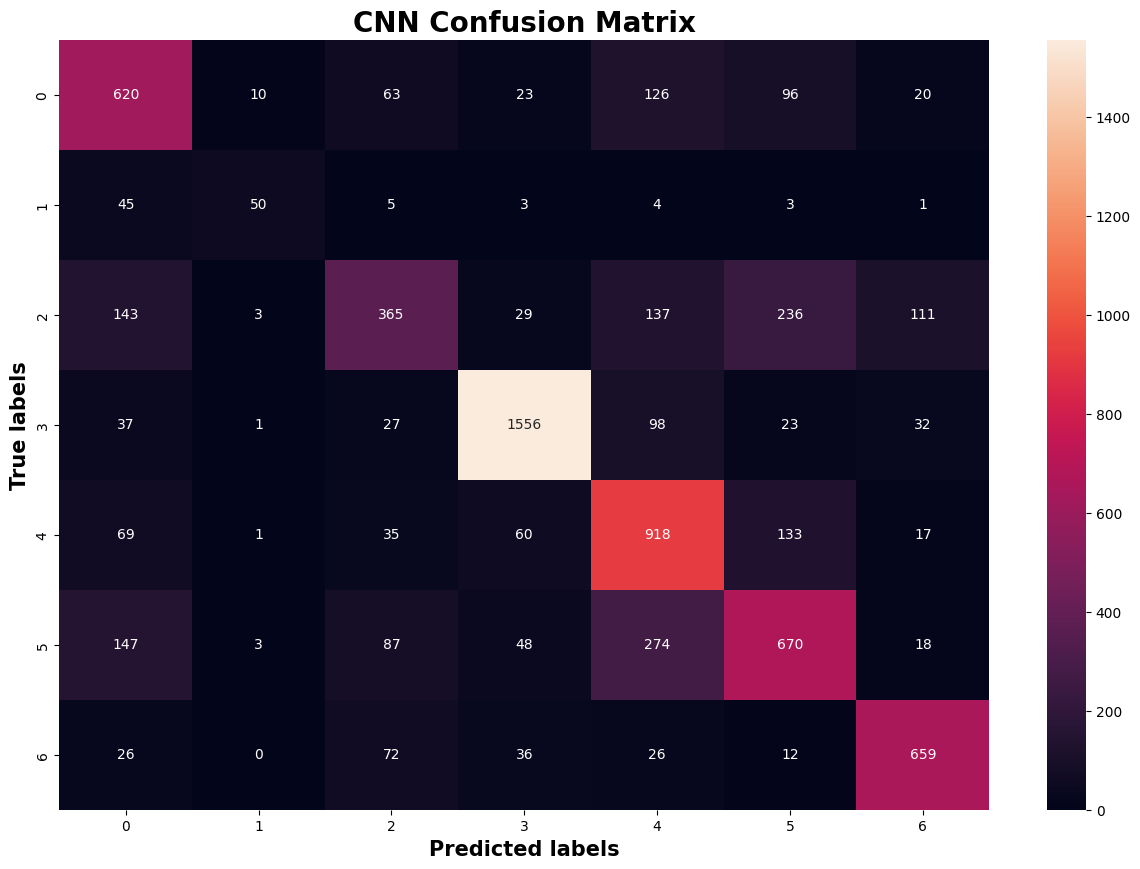 CNN Confusion Matrix
0 620 10 63 23 126 96 20
1 45 50 5 3 4 3 1
2 143 3 365 29 137 236 111
3 37 1 27 1556 98 23 32
4 69 1 35 60 918 133 17
5 147 3 87 48 274 670 18
6 26 0 72 36 26 12 659
0 1 2 3 4 5 6
True labels
Predicted labels
1400
1200
1000
800
600
400
200
0